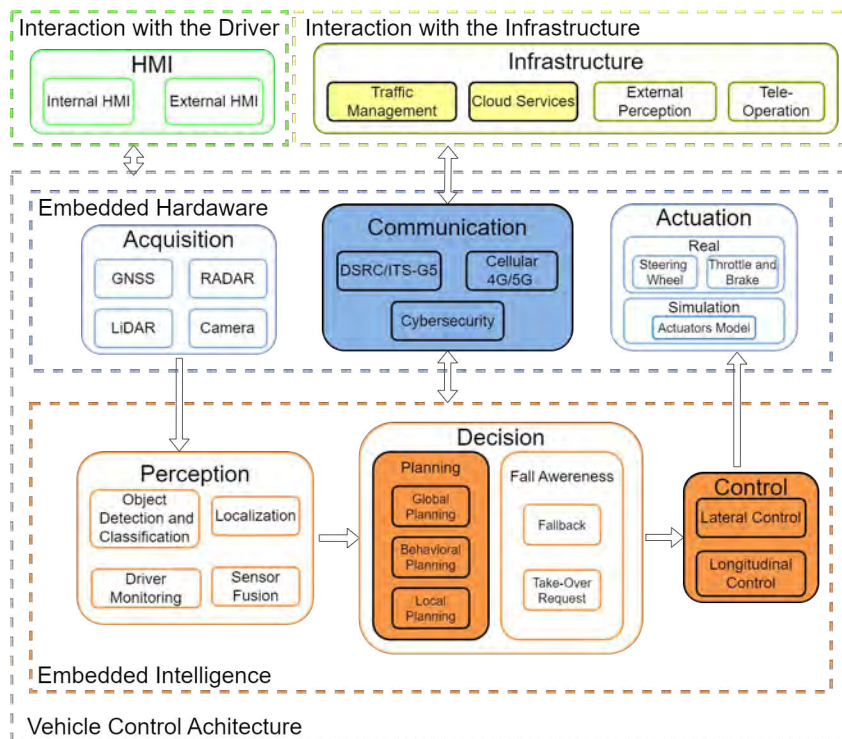 Interaction with the Driver
HMI
Internal HMI
External HMI
Interaction with the Infrastructure
Infrastructure
Traffic
Management
Cloud Services
External
Perception
Tele-
Operation
Embedded Hardaware
Acquisition
GNSS
RADAR
LiDAR
Camera
Communication
DSRC/ITS-G5
Cellular
4G/5G
Cybersecurity
Actuation
Real
Steering
Wheel
Throttle and
Brake
Simulation
Actuators Model
Perception
Object
Detection and
Classification
Localization
Driver
Monitoring
Sensor
Fusion
Decision
Planning
Global
Planning
Behavioral
Planning
Local
Planning
Fall Awereness
Fallback
Take-Over
Request
Control
Lateral Control
Longitudinal
Control
Embedded Intelligence
Vehicle Control Achitecture